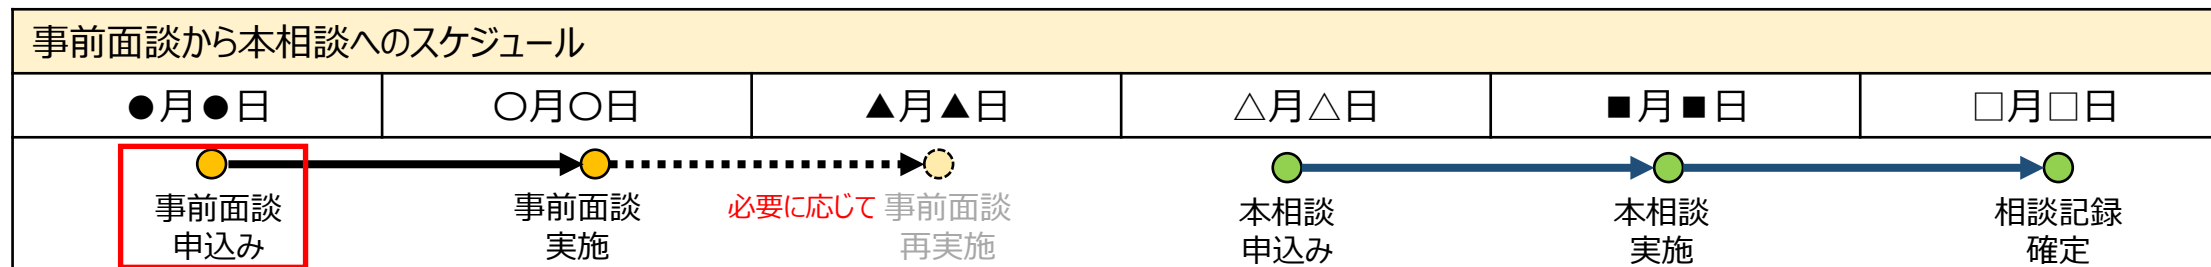 事前面談から本相談へのスケジュール
●月●日
〇月〇日
▲月▲日
△月△日
■月■日
□月□日
事前面談
申込み
事前面談
実施
必要に応じて
事前面談
再実施
本相談
申込み
本相談
実施
相談記録
確定